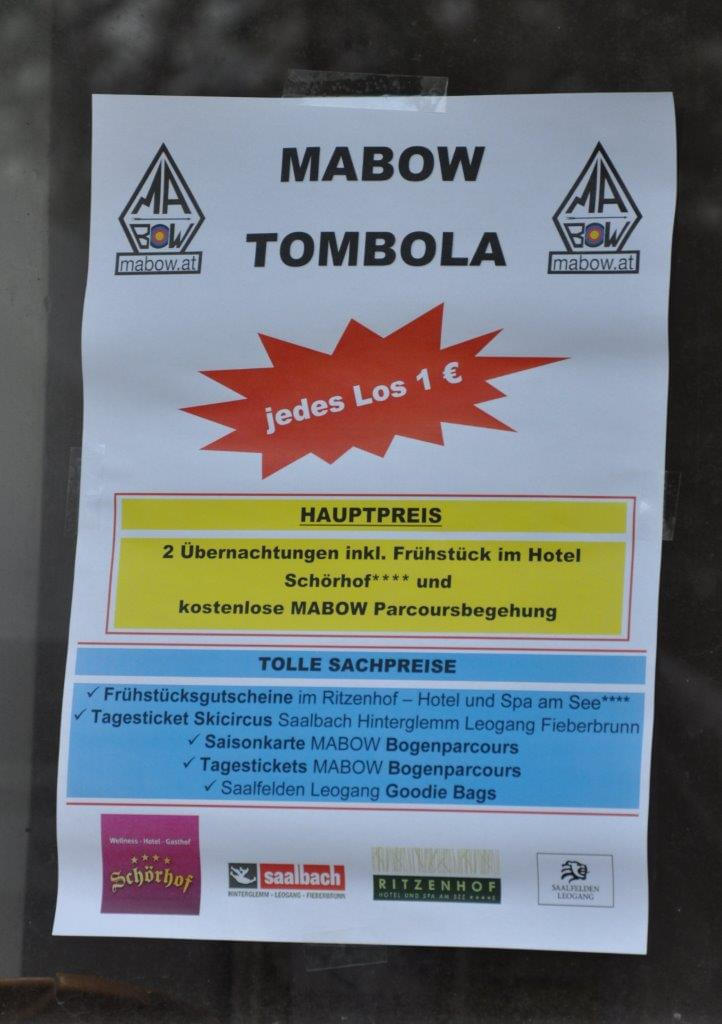 MABOW
TOMBOLA
MA
BOW
mabow.at
MA
BOW
mabow.at
jedes Los 1 €
HAUPTPREIS
2 Übernachtungen inkl. Frühstück im Hotel
Schörhof**** und
kostenlose MABOW Parcoursbegehung
TOLLE SACHPREISE
✓ Frühstücksgutscheine im Ritzenhof – Hotel und Spa am See****
✓ Tagesticket Skicircus Saalbach Hinterglemm Leogang Fieberbrunn
✓ Saisonkarte MABOW Bogenparcours
✓ Tagestickets MABOW Bogenparcours
✓ Saalfelden Leogang Goodie Bags
Wellness - Hotel - Gasthof
Schörhof
saalbach
HINTERGLEMM - LEOGANG - FIEBERBRUNN
RITZENHOF
HOTEL UND SPA AM SEE
SAALFELDEN
LEOGANG